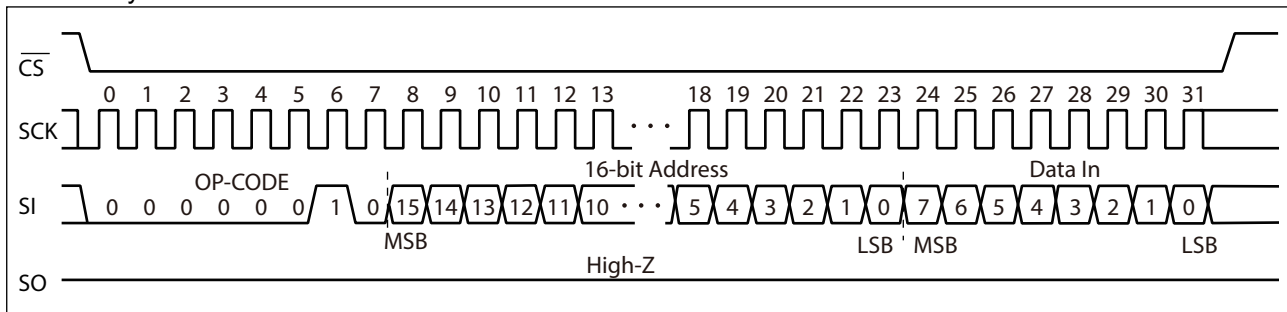 CS
0 1 2 3 4 5 6 7 8 9 10 11 12 13 18 19 20 21 22 23 24 25 26 27 28 29 30 31
SCK · · ·
OP-CODE 16-bit Address Data In
SI 0 0 0 0 0 0 1 0 15 14 13 12 11 10 · · · 5 4 3 2 1 0 7 6 5 4 3 2 1 0
MSB LSB MSB LSB
High-Z
SO